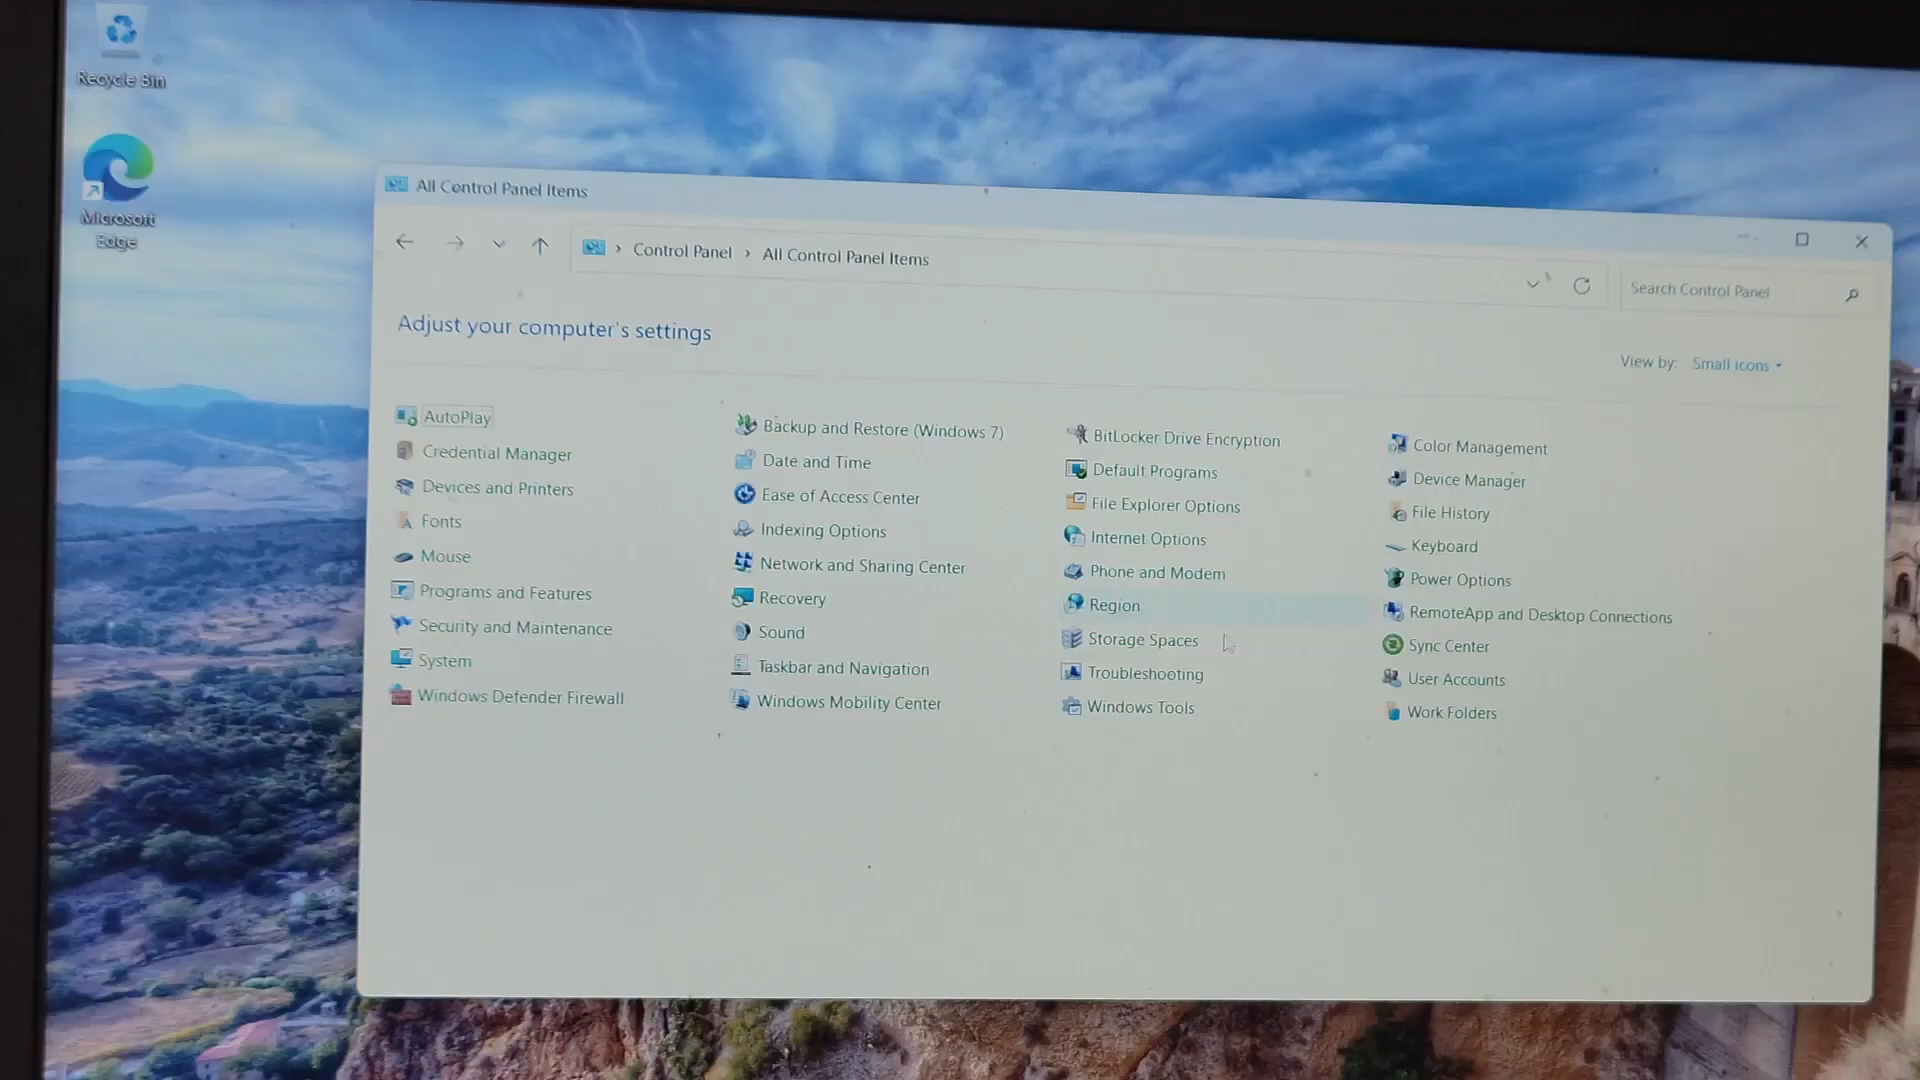 Recycle Bin
Microsoft
Edge
All Control Panel Items
Control Panel › All Control Panel Items
Search Control Panel
Adjust your computer's settings
View by: Small icons
AutoPlay
Backup and Restore (Windows 7)
BitLocker Drive Encryption
Color Management
Credential Manager
Date and Time
Default Programs
Device Manager
Devices and Printers
Ease of Access Center
File Explorer Options
File History
Fonts
Indexing Options
Internet Options
Keyboard
Mouse
Network and Sharing Center
Phone and Modem
Power Options
Programs and Features
Recovery
Region
RemoteApp and Desktop Connections
Security and Maintenance
Sound
Storage Spaces
Sync Center
System
Taskbar and Navigation
Troubleshooting
User Accounts
Windows Defender Firewall
Windows Mobility Center
Windows Tools
Work Folders